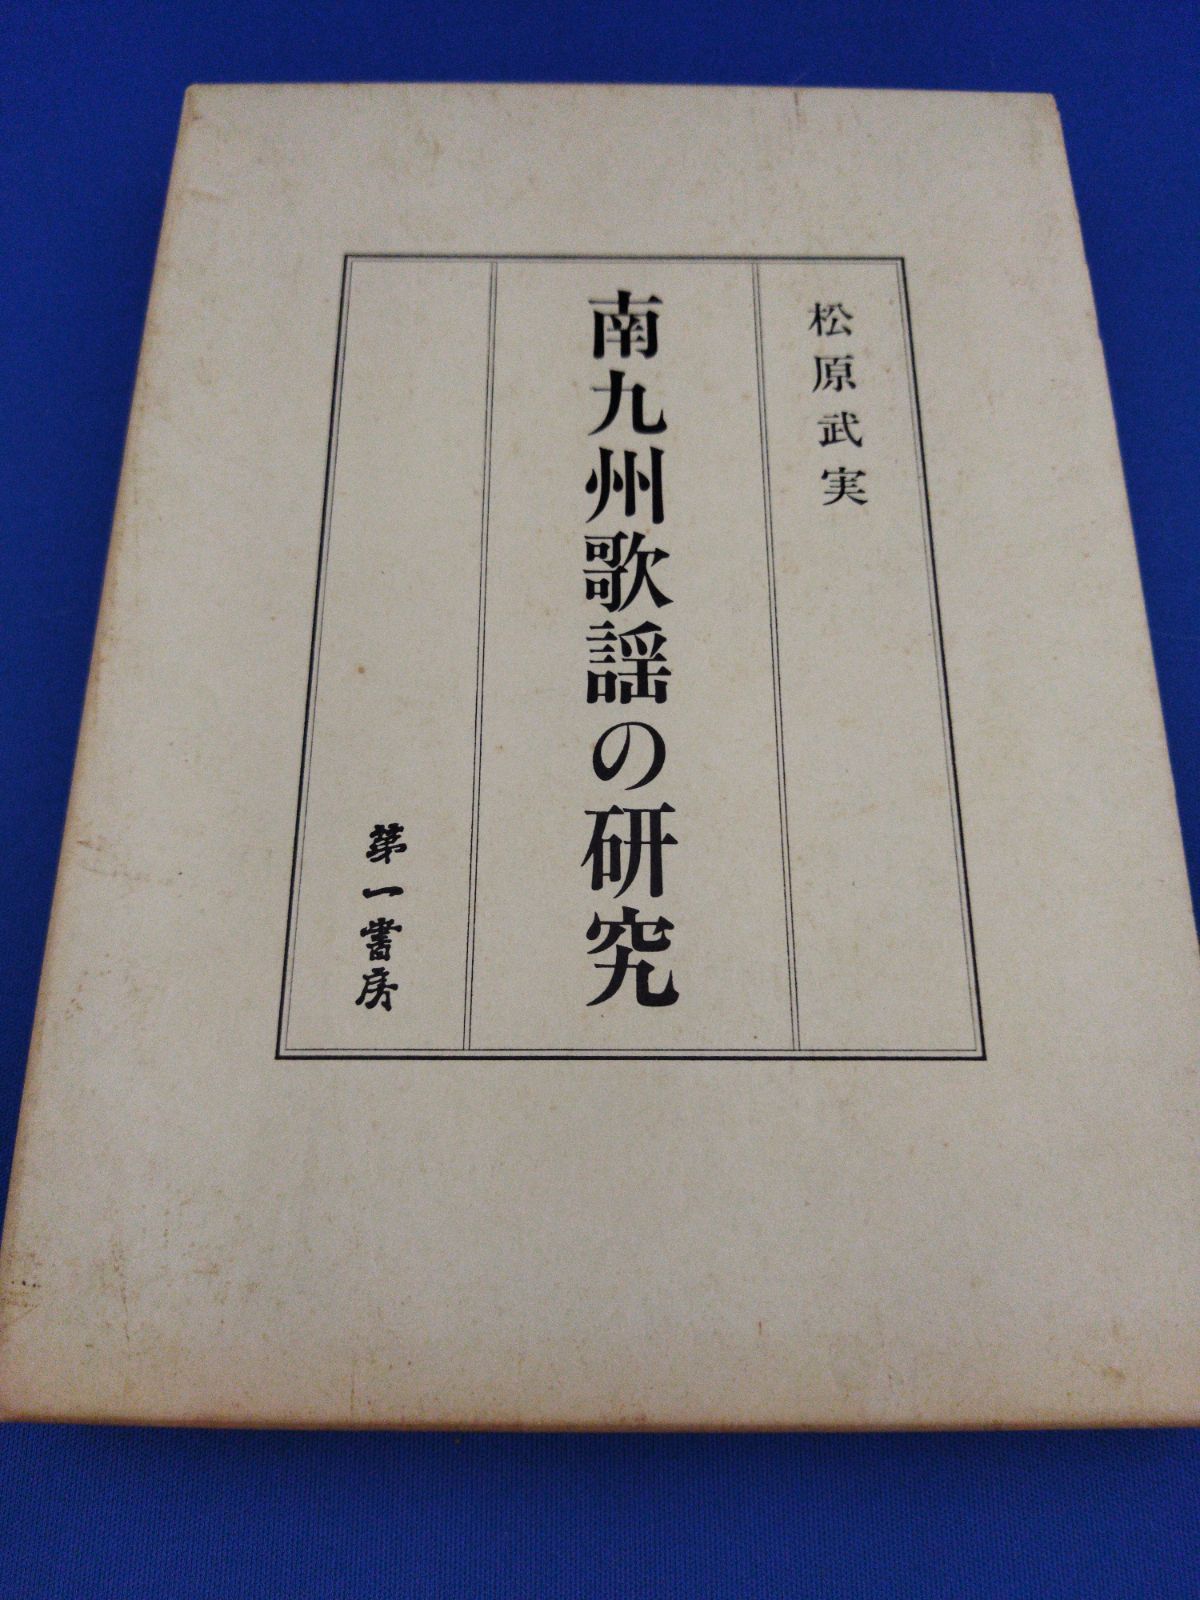 松原武実
南九州歌謡の研究
第一書房